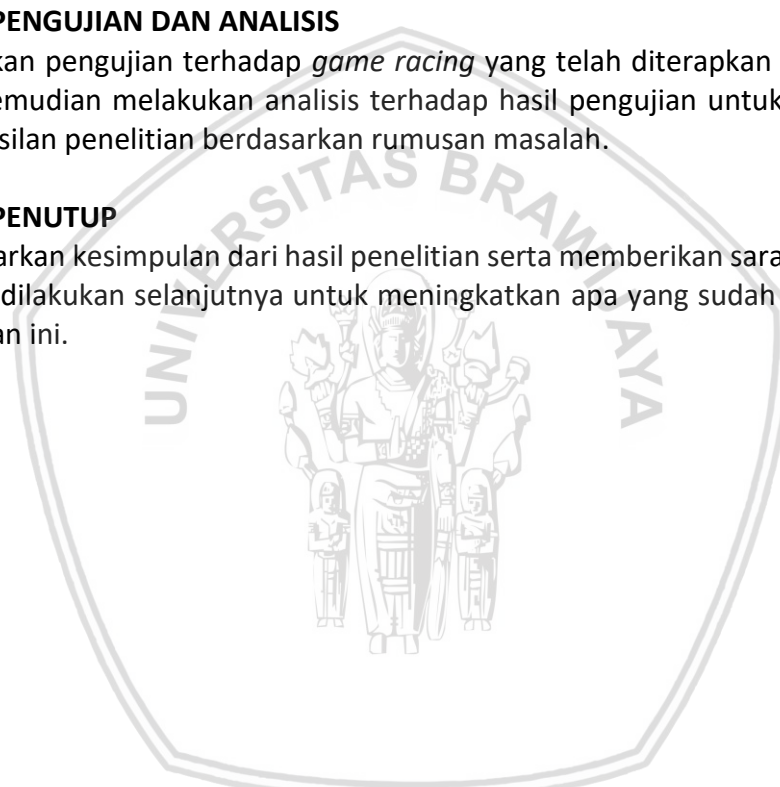 PENGUJIAN DAN ANALISIS
kan pengujian terhadap game racing yang telah diterapkan
emudian melakukan analisis terhadap hasil pengujian untuk
silan penelitian berdasarkan rumusan masalah.
PENUTUP
arkan kesimpulan dari hasil penelitian serta memberikan sara
dilakukan selanjutnya untuk meningkatkan apa yang sudah
an ini.
UNIVERSITAS BRAWIJAYA